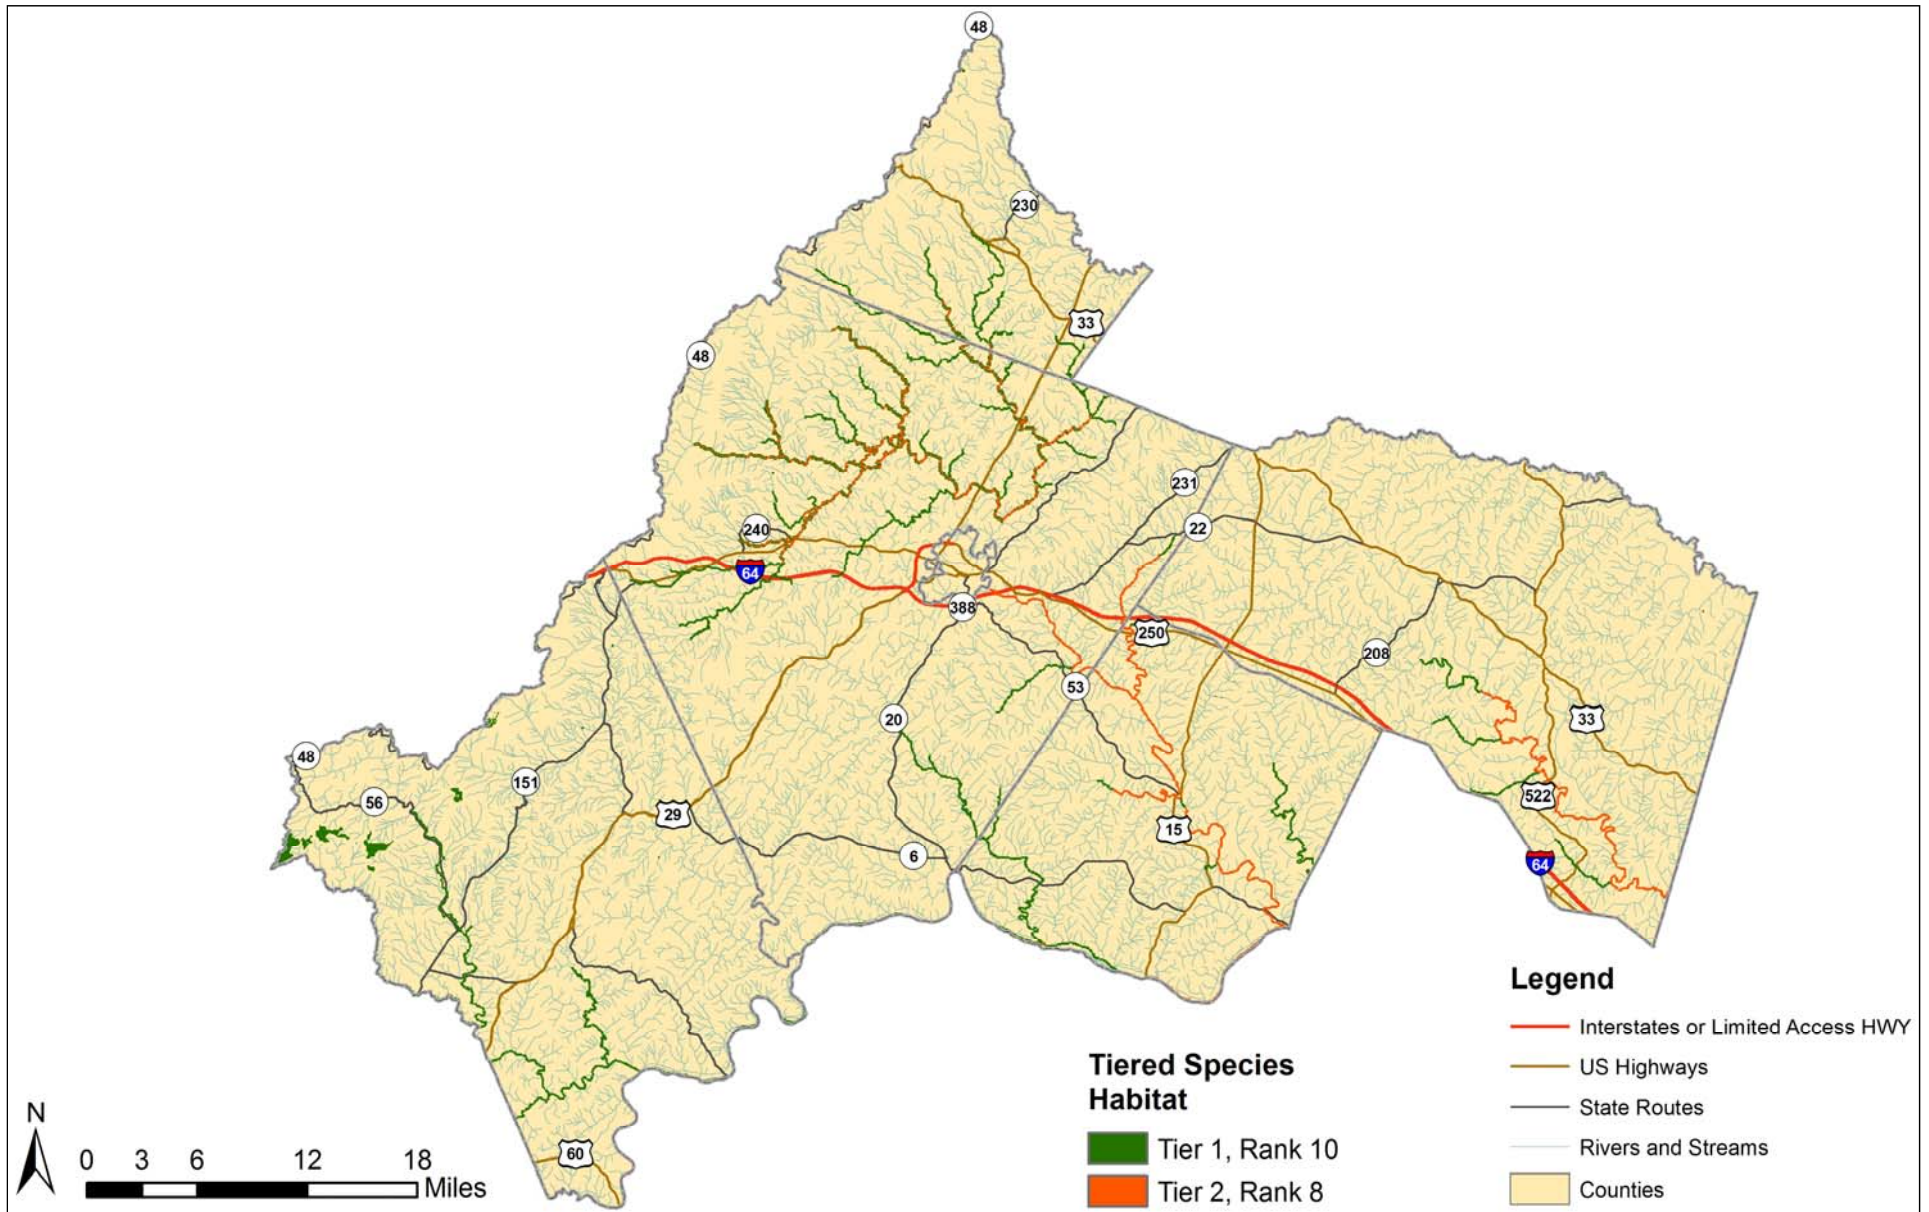 48
230
33
48
231
22
240
64
388
250
208
53
20
33
48
151
56
29
522
15
6
64
60
Legend
Interstates or Limited Access HWY
US Highways
State Routes
Rivers and Streams
Counties
Tiered Species
Habitat
Tier 1, Rank 10
Tier 2, Rank 8
N
0 3 6 12 18
Miles